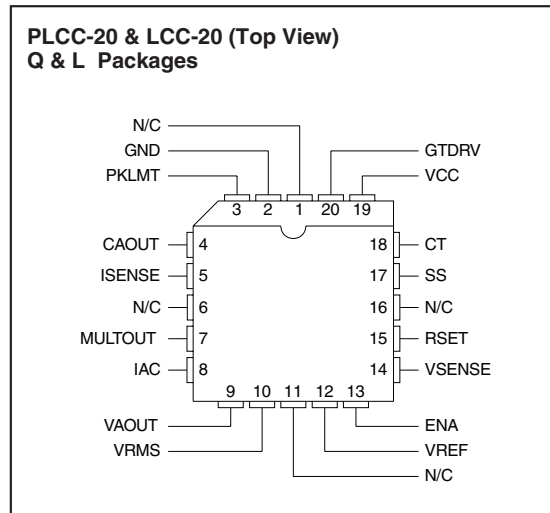 PLCC-20 & LCC-20 (Top View)
Q & L Packages
N/C
GND
PKLMT
GTDRV
VCC
3 2 1 20 19
CAOUT 4 18 CT
ISENSE 5 17 SS
N/C 6 16 N/C
MULTOUT 7 15 RSET
IAC 8 14 VSENSE
9 10 11 12 13
VAOUT
VRMS
ENA
VREF
N/C